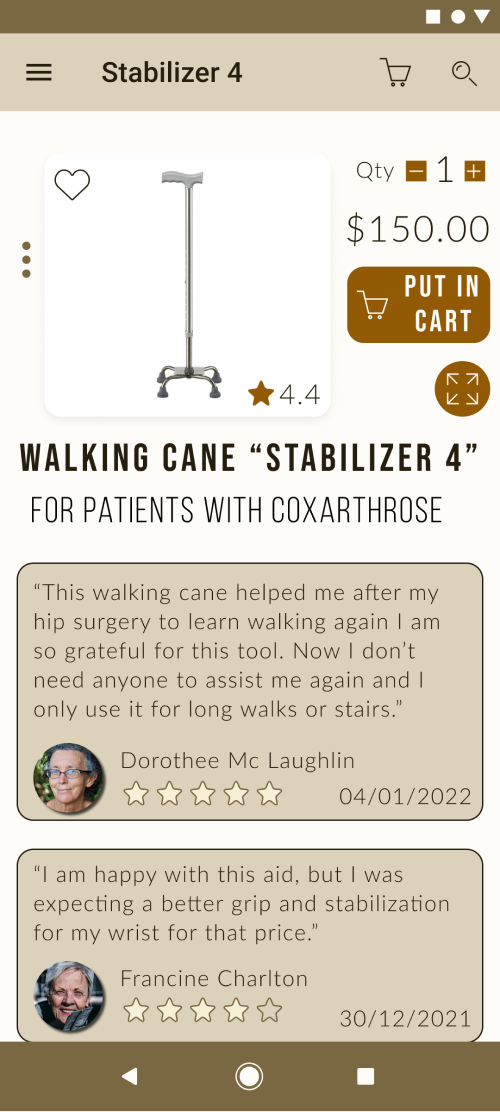 Stabilizer 4
Qty 1
$150.00
PUT IN
CART
4.4
WALKING CANE “STABILIZER 4”
FOR PATIENTS WITH COXARTHROSE
“This walking cane helped me after my
hip surgery to learn walking again I am
so grateful for this tool. Now I don’t
need anyone to assist me again and I
only use it for long walks or stairs.”
Dorothee Mc Laughlin
04/01/2022
“I am happy with this aid, but I was
expecting a better grip and stabilization
for my wrist for that price.”
Francine Charlton
30/12/2021